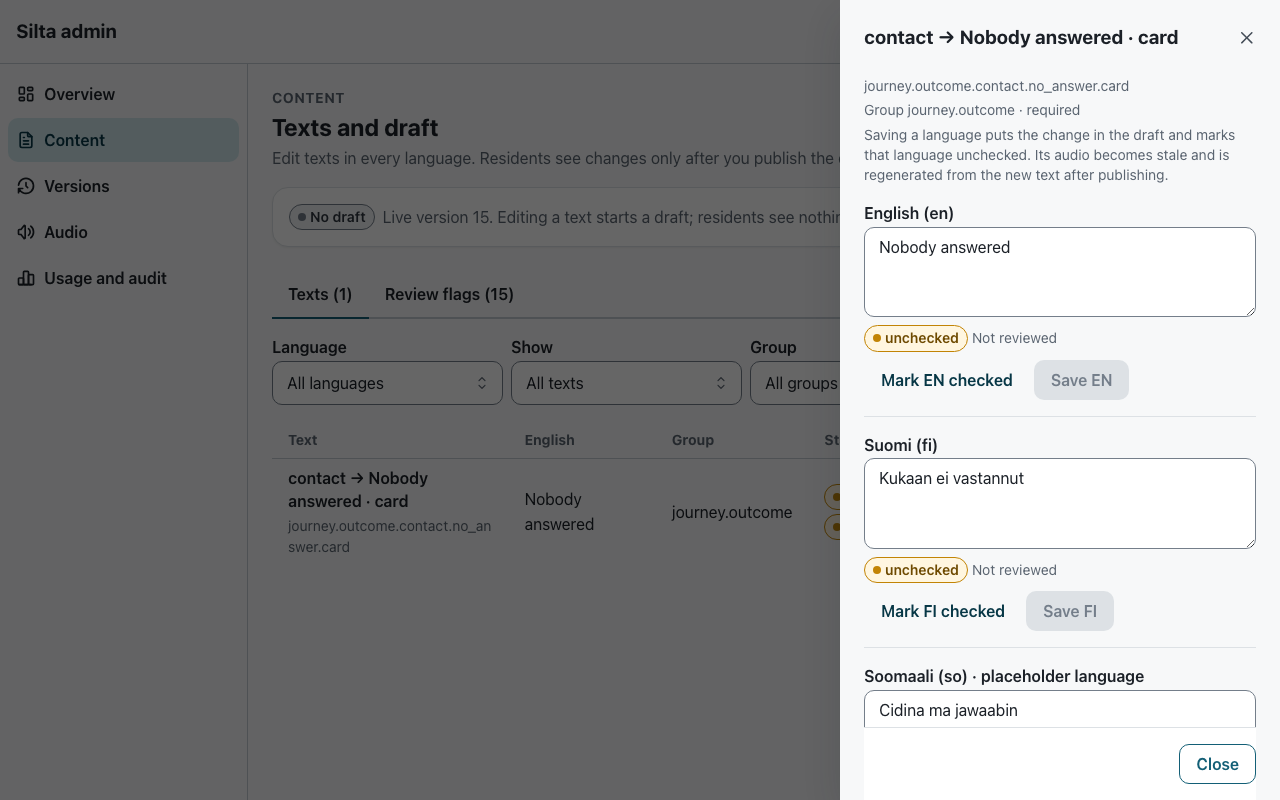 Silta admin
Overview
Content
Versions
Audio
Usage and audit
CONTENT
Texts and draft
Edit texts in every language. Residents see changes only after you publish the
No draft
Live version 15. Editing a text starts a draft; residents see
Texts (1)
Review flags (15)
Language
Show
Group
All languages
All texts
All groups
Text
English
Group
contact → Nobody
answered · card
journey.outcome.contact.no_an
swer.card
Nobody
answered
journey.outcome
contact → Nobody answered · card
journey.outcome.contact.no_answer.card
Group journey.outcome · required
Saving a language puts the change in the draft and marks
that language unchecked. Its audio becomes stale and is
regenerated from the new text after publishing.
English (en)
Nobody answered
unchecked Not reviewed
Mark EN checked
Save EN
Suomi (fi)
Kukaan ei vastannut
unchecked Not reviewed
Mark FI checked
Save FI
Soomaali (so) · placeholder language
Cidina ma jawaabin
Close